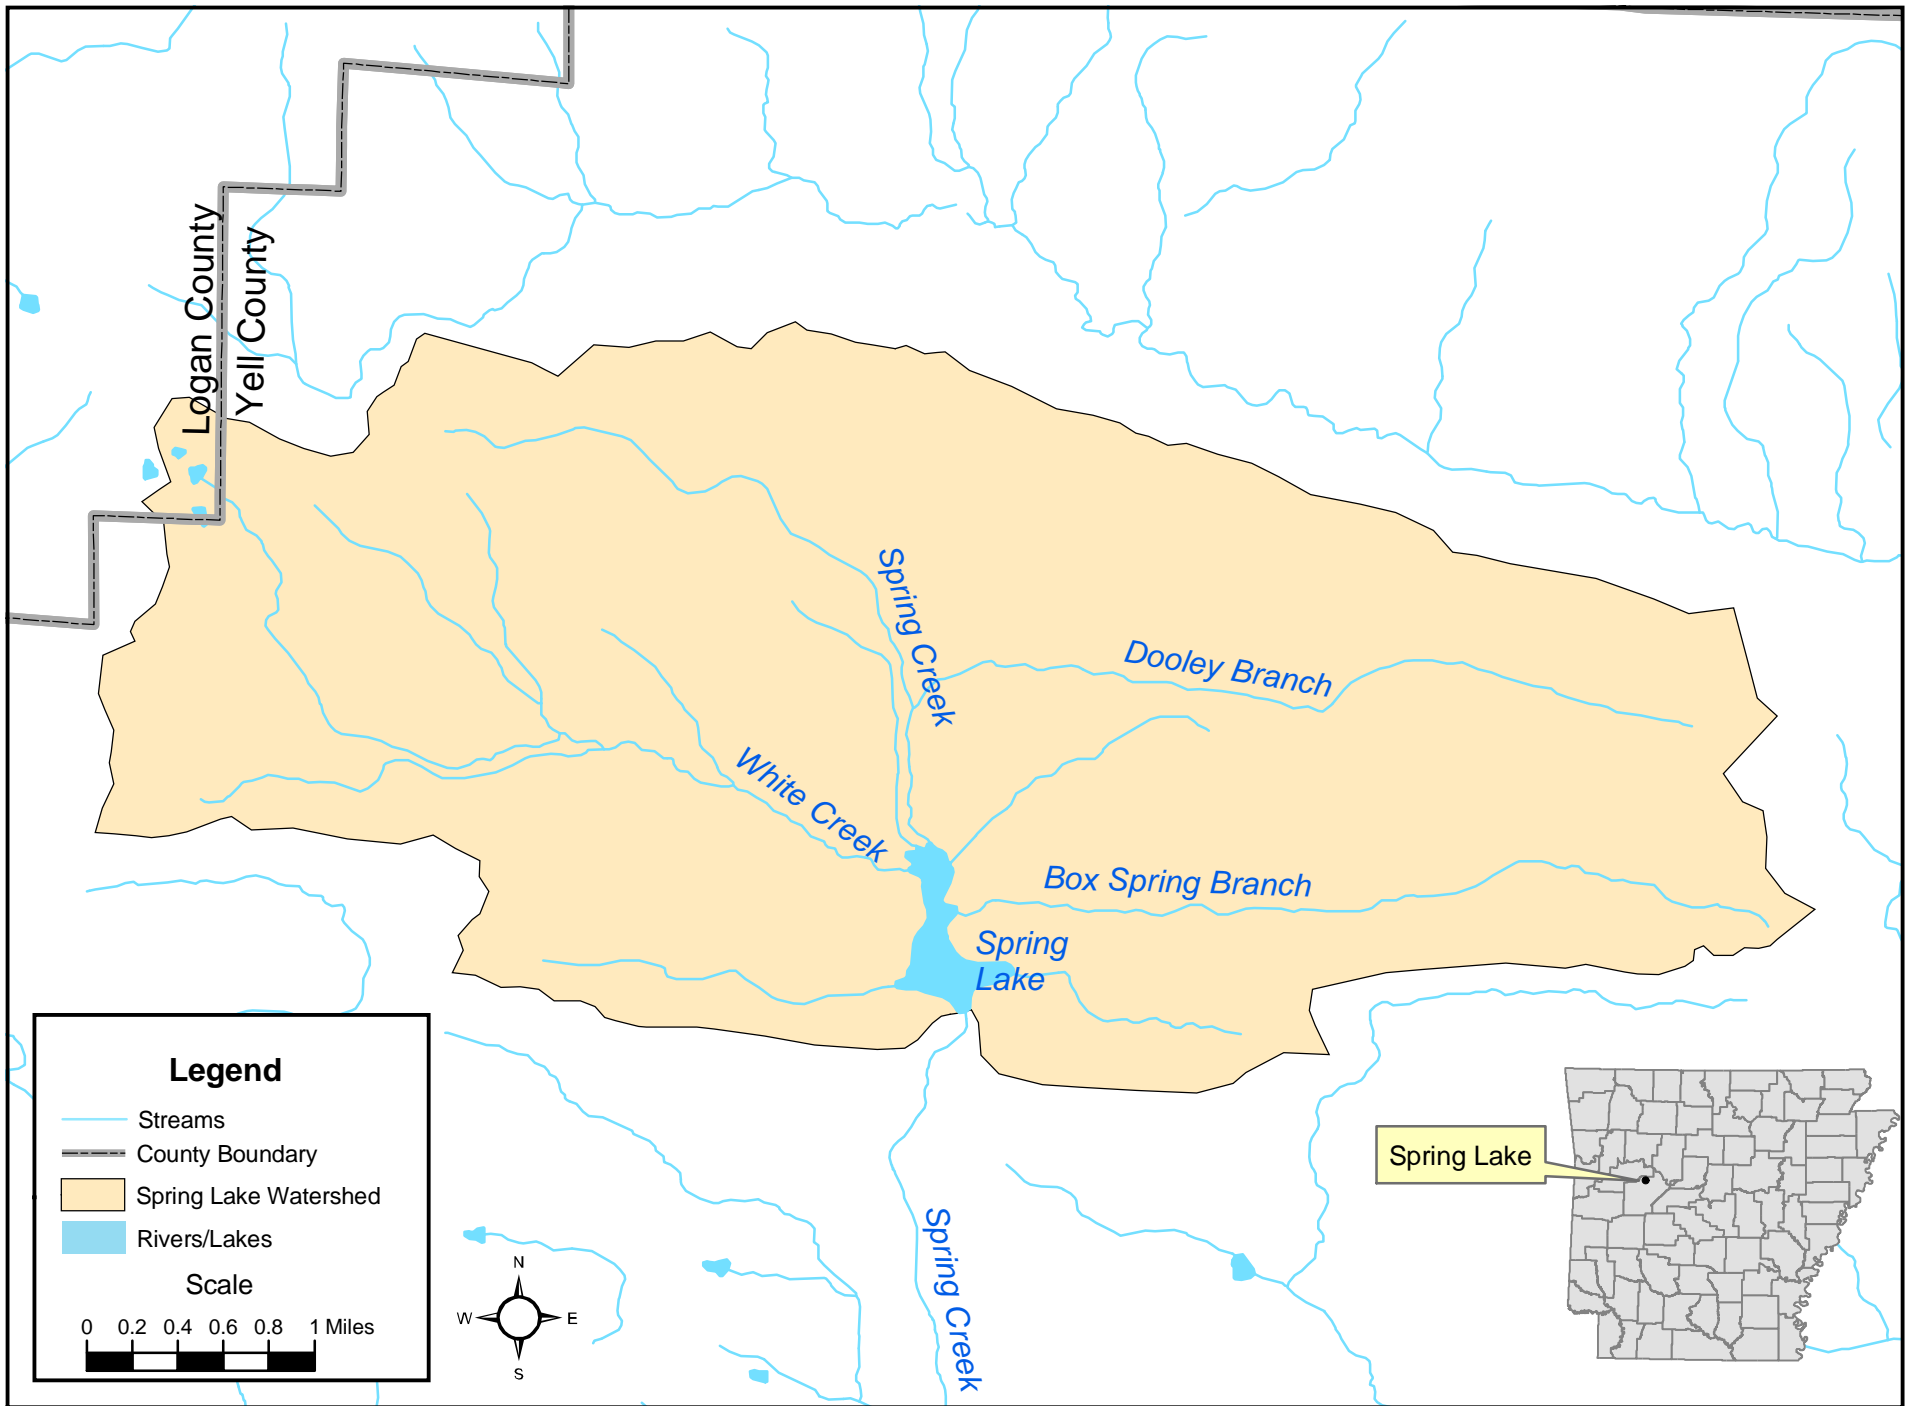 Logan County
Yell County
Spring Creek
Dooley Branch
White Creek
Box Spring Branch
Spring
Lake
Legend
Streams
County Boundary
Spring Lake Watershed
Rivers/Lakes
Scale
0 0.2 0.4 0.6 0.8 1 Miles
N
W E
S
Spring Creek
Spring Lake